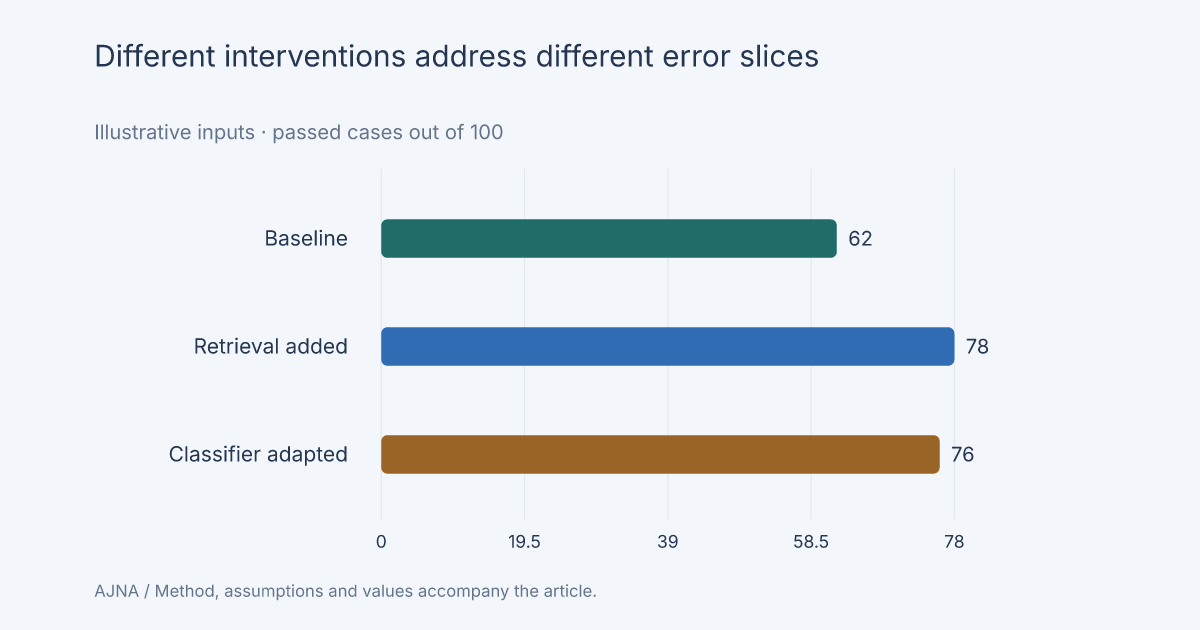 Different interventions address different error slices
Illustrative inputs · passed cases out of 100
Baseline 62
Retrieval added 78
Classifier adapted 76
0 19.5 39 58.5 78
AJNA / Method, assumptions and values accompany the article.